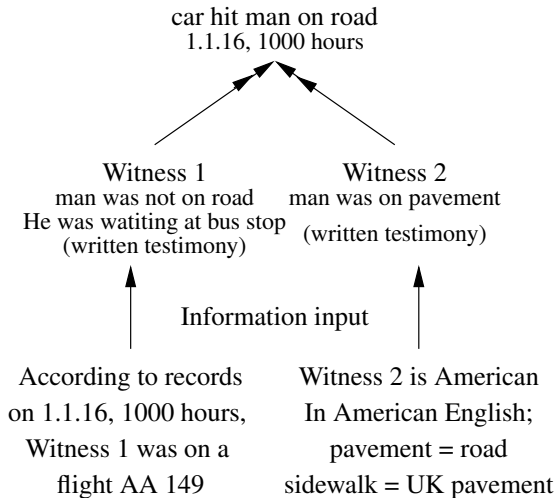 car hit man on road
1.1.16, 1000 hours
Witness 1
man was not on road
He was watiting at bus stop
(written testimony)
Witness 2
man was on pavement
(written testimony)
Information input
According to records
on 1.1.16, 1000 hours,
Witness 1 was on a
flight AA 149
Witness 2 is American
In American English;
pavement = road
sidewalk = UK pavement